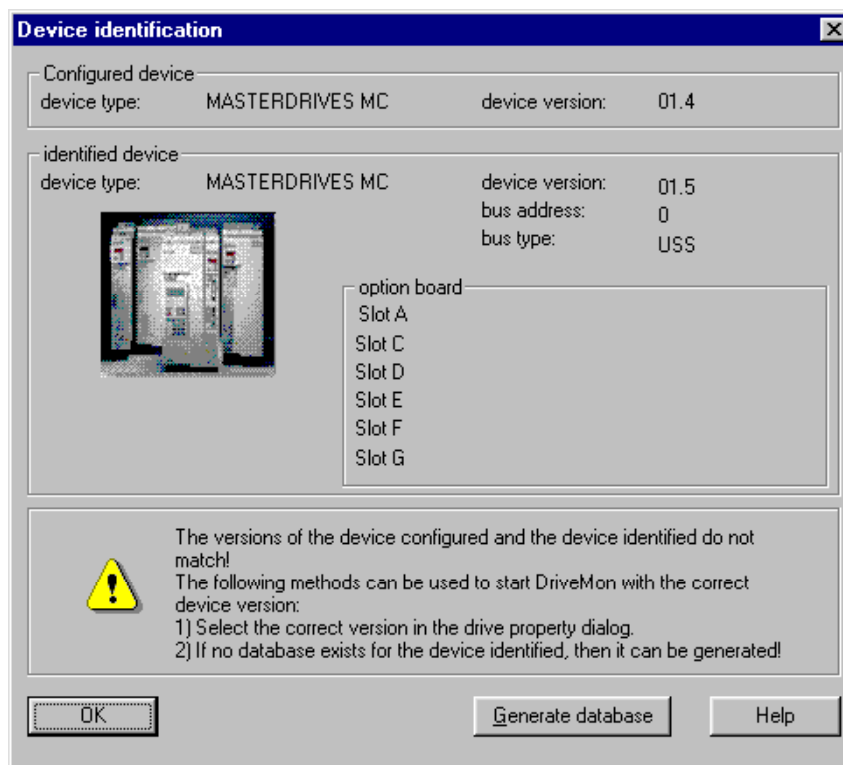 Device identification
Configured device
device type: MASTERDRIVES MC device version: 01.4
identified device
device type: MASTERDRIVES MC device version: 01.5
bus address: 0
bus type: USS
option board
Slot A
Slot C
Slot D
Slot E
Slot F
Slot G
The versions of the device configured and the device identified do not
match!
The following methods can be used to start DriveMon with the correct
device version:
1) Select the correct version in the drive property dialog.
2) If no database exists for the device identified, then it can be generated!
OK Generate database Help